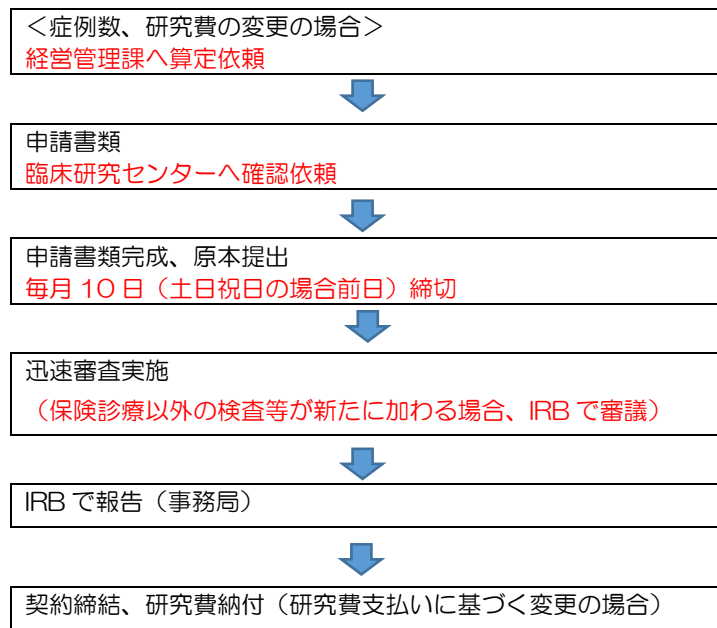 ＜症例数、研究費の変更の場合＞
経営管理課へ算定依頼
申請書類
臨床研究センターへ確認依頼
申請書類完成、原本提出
毎月 10 日（土日祝日の場合前日）締切
迅速審査実施
（保険診療以外の検査等が新たに加わる場合、IRB で審議）
IRB で報告（事務局）
契約締結、研究費納付（研究費支払いに基づく変更の場合）